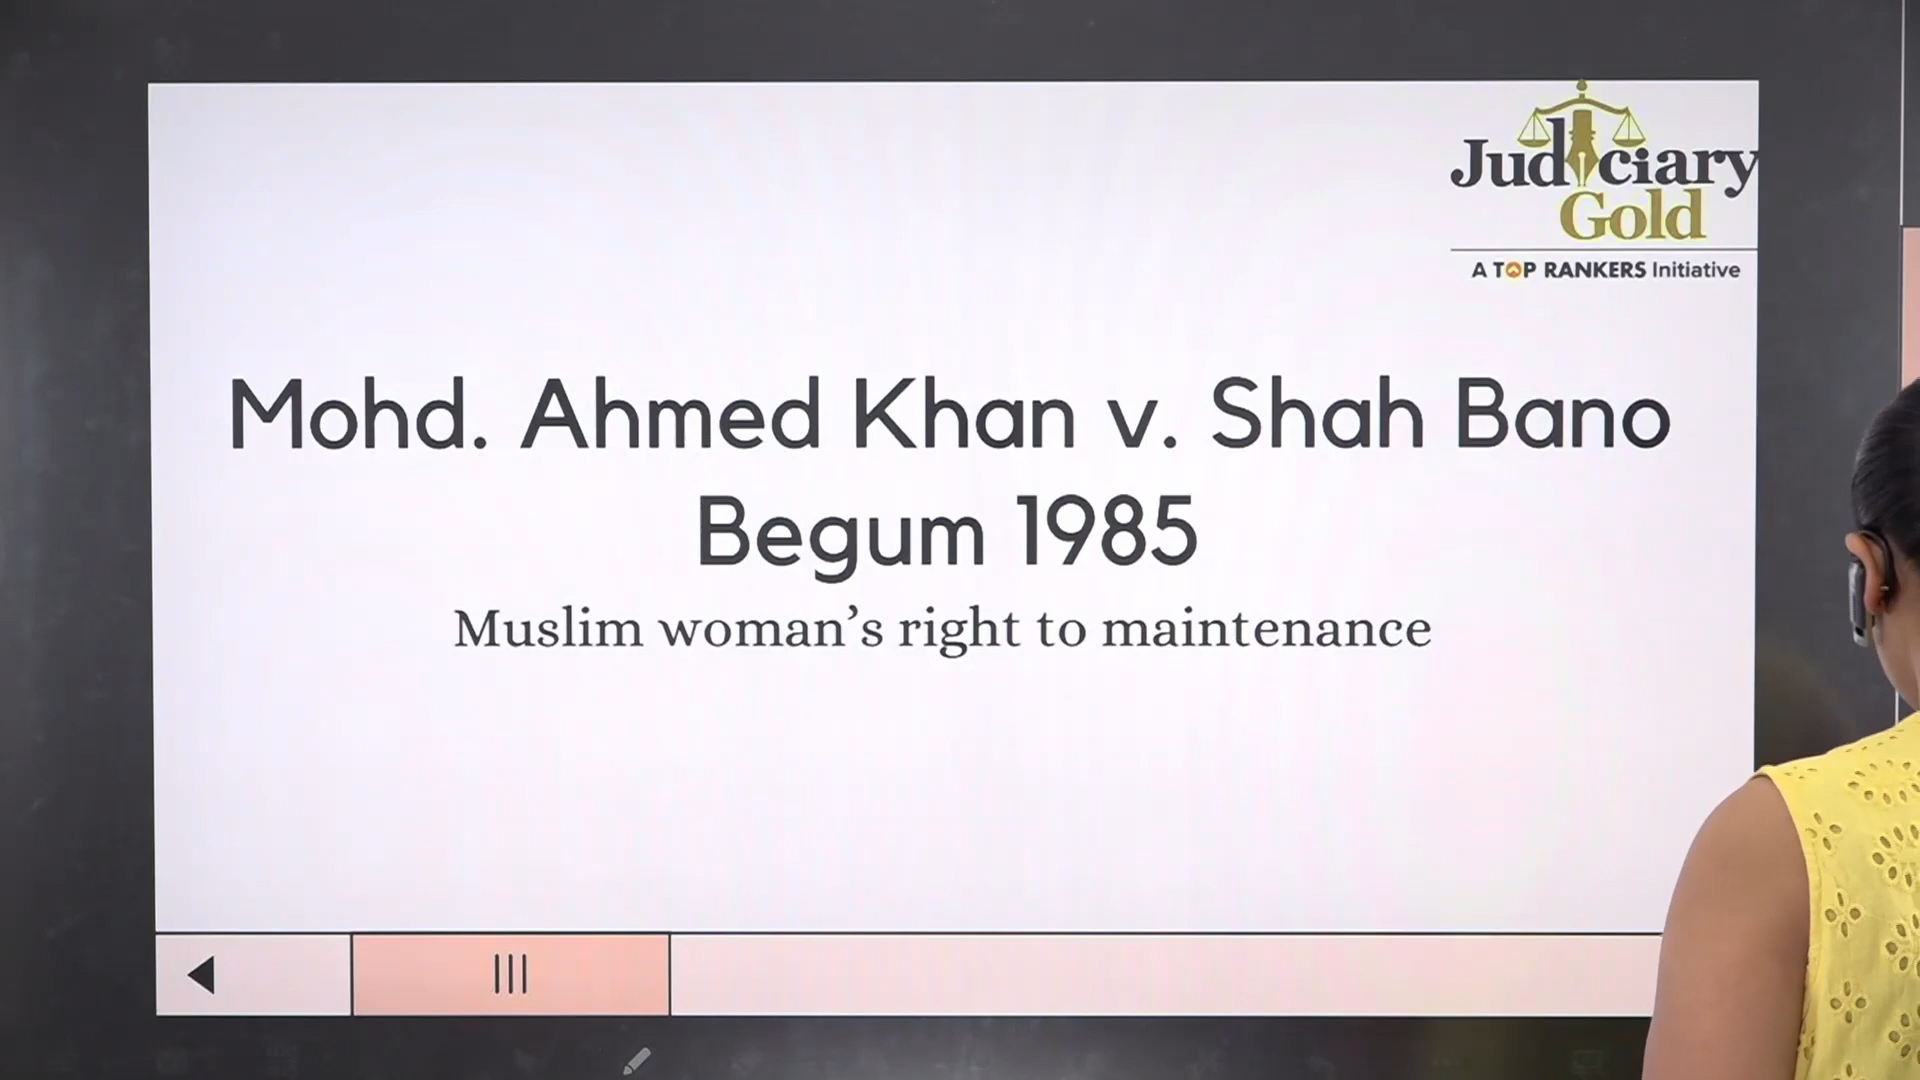 Judiciary
Gold
A TOP RANKERS Initiative
Mohd. Ahmed Khan v. Shah Bano
Begum 1985
Muslim woman’s right to maintenance